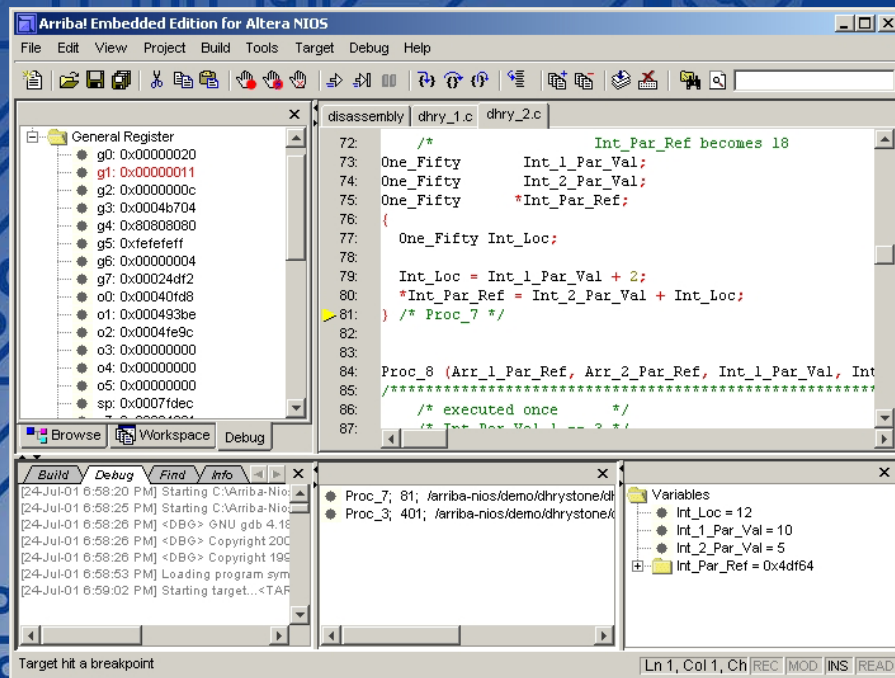 Arriba! Embedded Edition for Altera NIOS
File Edit View Project Build Tools Target Debug Help
General Register
g0: 0x00000020
g1: 0x00000011
g2: 0x0000000c
g3: 0x0004b704
g4: 0x80808080
g5: 0xfefefeff
g6: 0x00000004
g7: 0x00024df2
o0: 0x00040fd8
o1: 0x000493be
o2: 0x0004fe9c
o3: 0x00000000
o4: 0x00000000
o5: 0x00000000
sp: 0x0007fdec
Browse Workspace Debug
disassembly dhry_1.c dhry_2.c
72: /* Int_Par_Ref becomes 18
73: One_Fifty Int_1_Par_Val;
74: One_Fifty Int_2_Par_Val;
75: One_Fifty *Int_Par_Ref;
76: {
77: One_Fifty Int_Loc;
78:
79: Int_Loc = Int_1_Par_Val + 2;
80: *Int_Par_Ref = Int_2_Par_Val + Int_Loc;
81: } /* Proc_7 */
82:
83:
84: Proc_8 (Arr_1_Par_Ref, Arr_2_Par_Ref, Int_1_Par_Val, Int
85: /*******************************************************
86: /* executed once */
87: /* Int_Par_Val_1 == 3 */
Build Debug Find Info
[24-Jul-01 6:58:20 PM] Starting C:\Arriba-Nio
[24-Jul-01 6:58:25 PM] Starting C:\Arriba-Nio
[24-Jul-01 6:58:26 PM] <DBG> GNU gdb 4.18
[24-Jul-01 6:58:26 PM] <DBG> Copyright 200
[24-Jul-01 6:58:26 PM] <DBG> Copyright 199
[24-Jul-01 6:58:53 PM] Loading program sym
[24-Jul-01 6:59:02 PM] Starting target...<TAR
Proc_7; 81; /arriba-nios/demo/dhrystone/d
Proc_3; 401; /arriba-nios/demo/dhrystone/
Variables
Int_Loc = 12
Int_1_Par_Val = 10
Int_2_Par_Val = 5
Int_Par_Ref = 0x4df64
Target hit a breakpoint
Ln 1, Col 1, Ch REC MOD INS READ